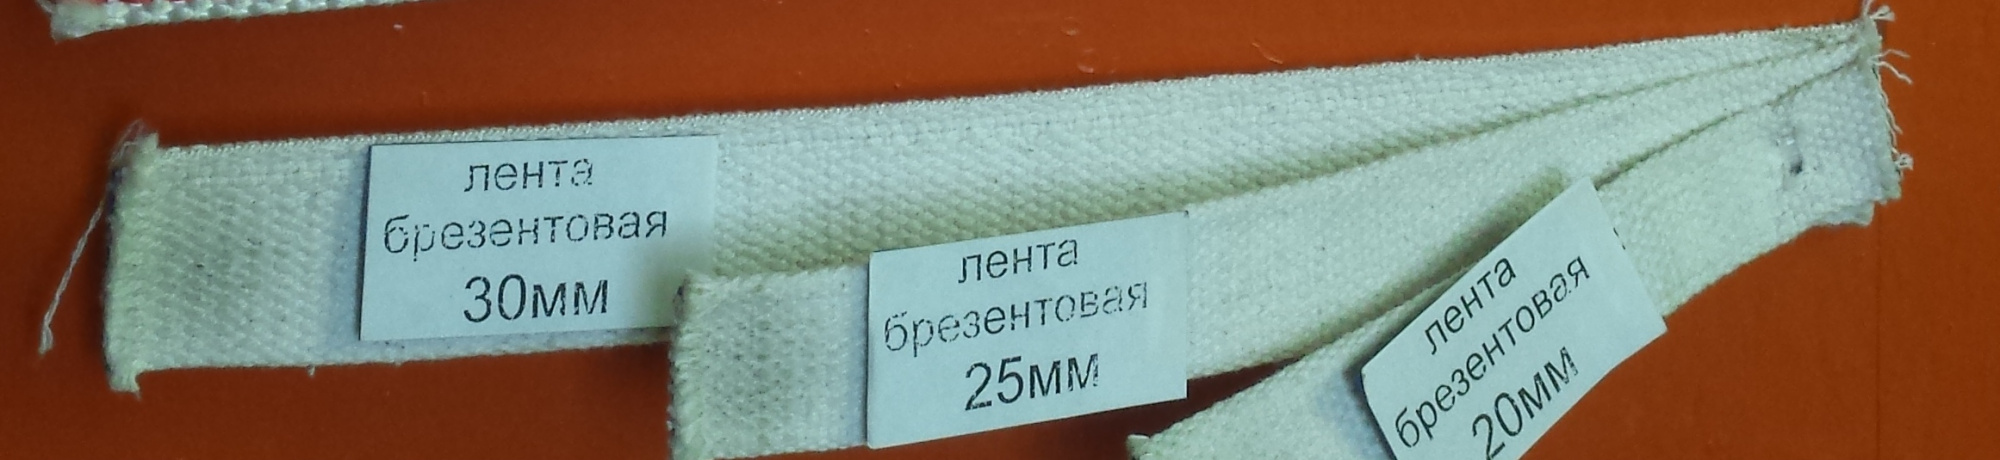 лента
брезентовая
30мм
лента
брезентовая
25мм
лента
брезентовая
20мм